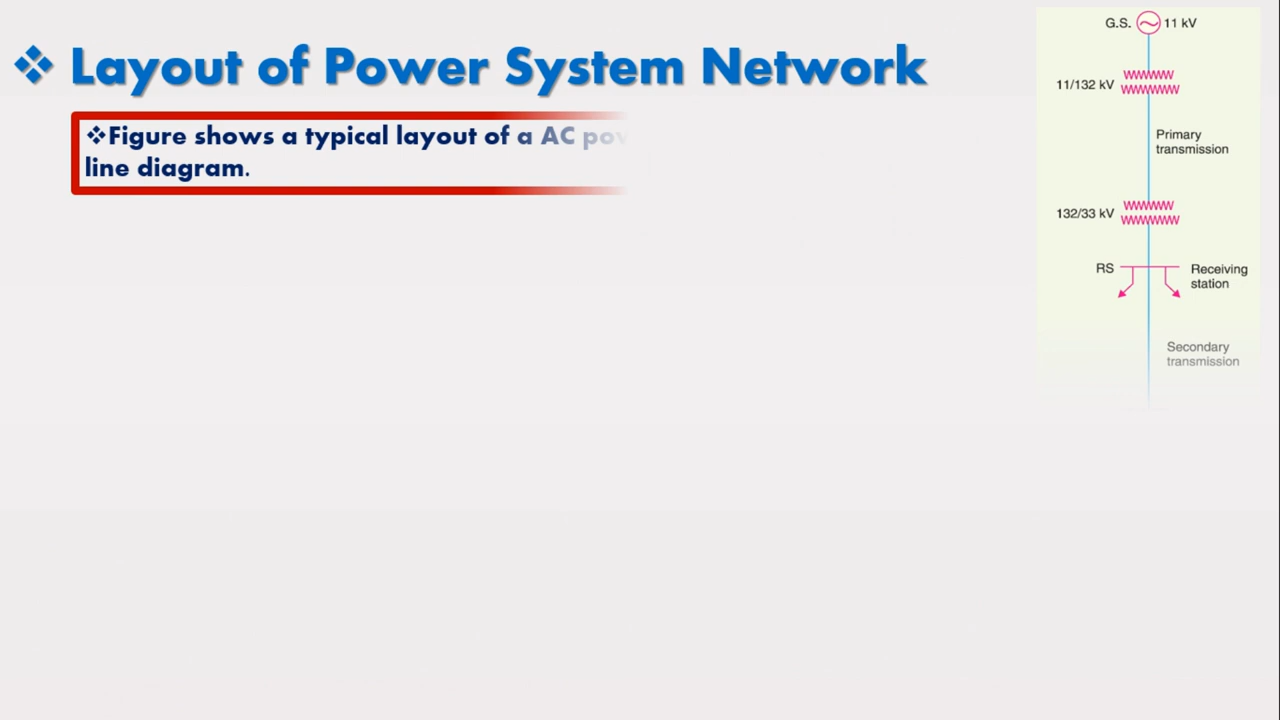 ❖ Layout of Power System Network
❖Figure shows a typical layout of a AC
line diagram.
G.S. 11 kV
11/132 kV
Primary
transmission
132/33 kV
RS
Receiving
station
Secondary
transmission